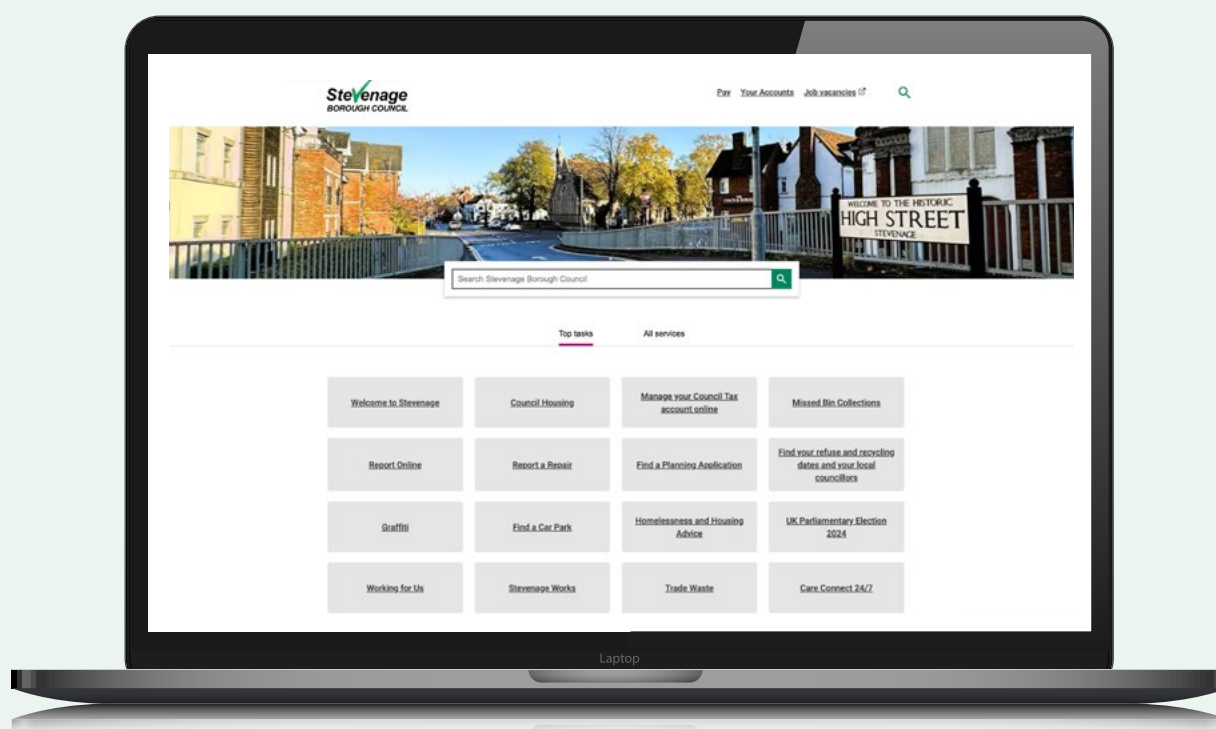 Stevenage
BOROUGH COUNCIL
Pay Your Accounts Job vacancies
WELCOME TO THE HISTORIC
HIGH STREET
STEVENAGE
Search Stevenage Borough Council
Top tasks All services
Welcome to Stevenage
Council Housing
Manage your Council Tax
account online
Missed Bin Collections
Report Online
Report a Repair
Find a Planning Application
Find your refuse and recycling
dates and your local
councillors
Graffiti
Find a Car Park
Homelessness and Housing
Advice
UK Parliamentary Election
2024
Working for Us
Stevenage Works
Trade Waste
Care Connect 24/7
Laptop